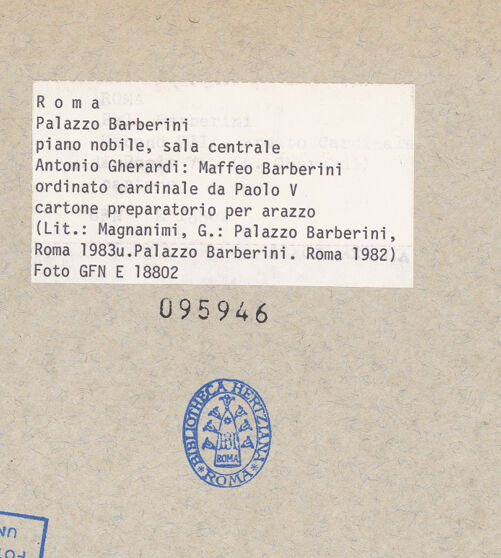 R o m a
Palazzo Barberini
piano nobile, sala centrale
Antonio Gherardi: Maffeo Barberini
ordinato cardinale da Paolo V
cartone preparatorio per arazzo
(Lit.: Magnanimi, G.: Palazzo Barberini,
Roma 1983u.Palazzo Barberini. Roma 1982)
Foto GFN E 18802
095946
BIBLIOTHECA HERTZIANA
ROMA
*ROMA*